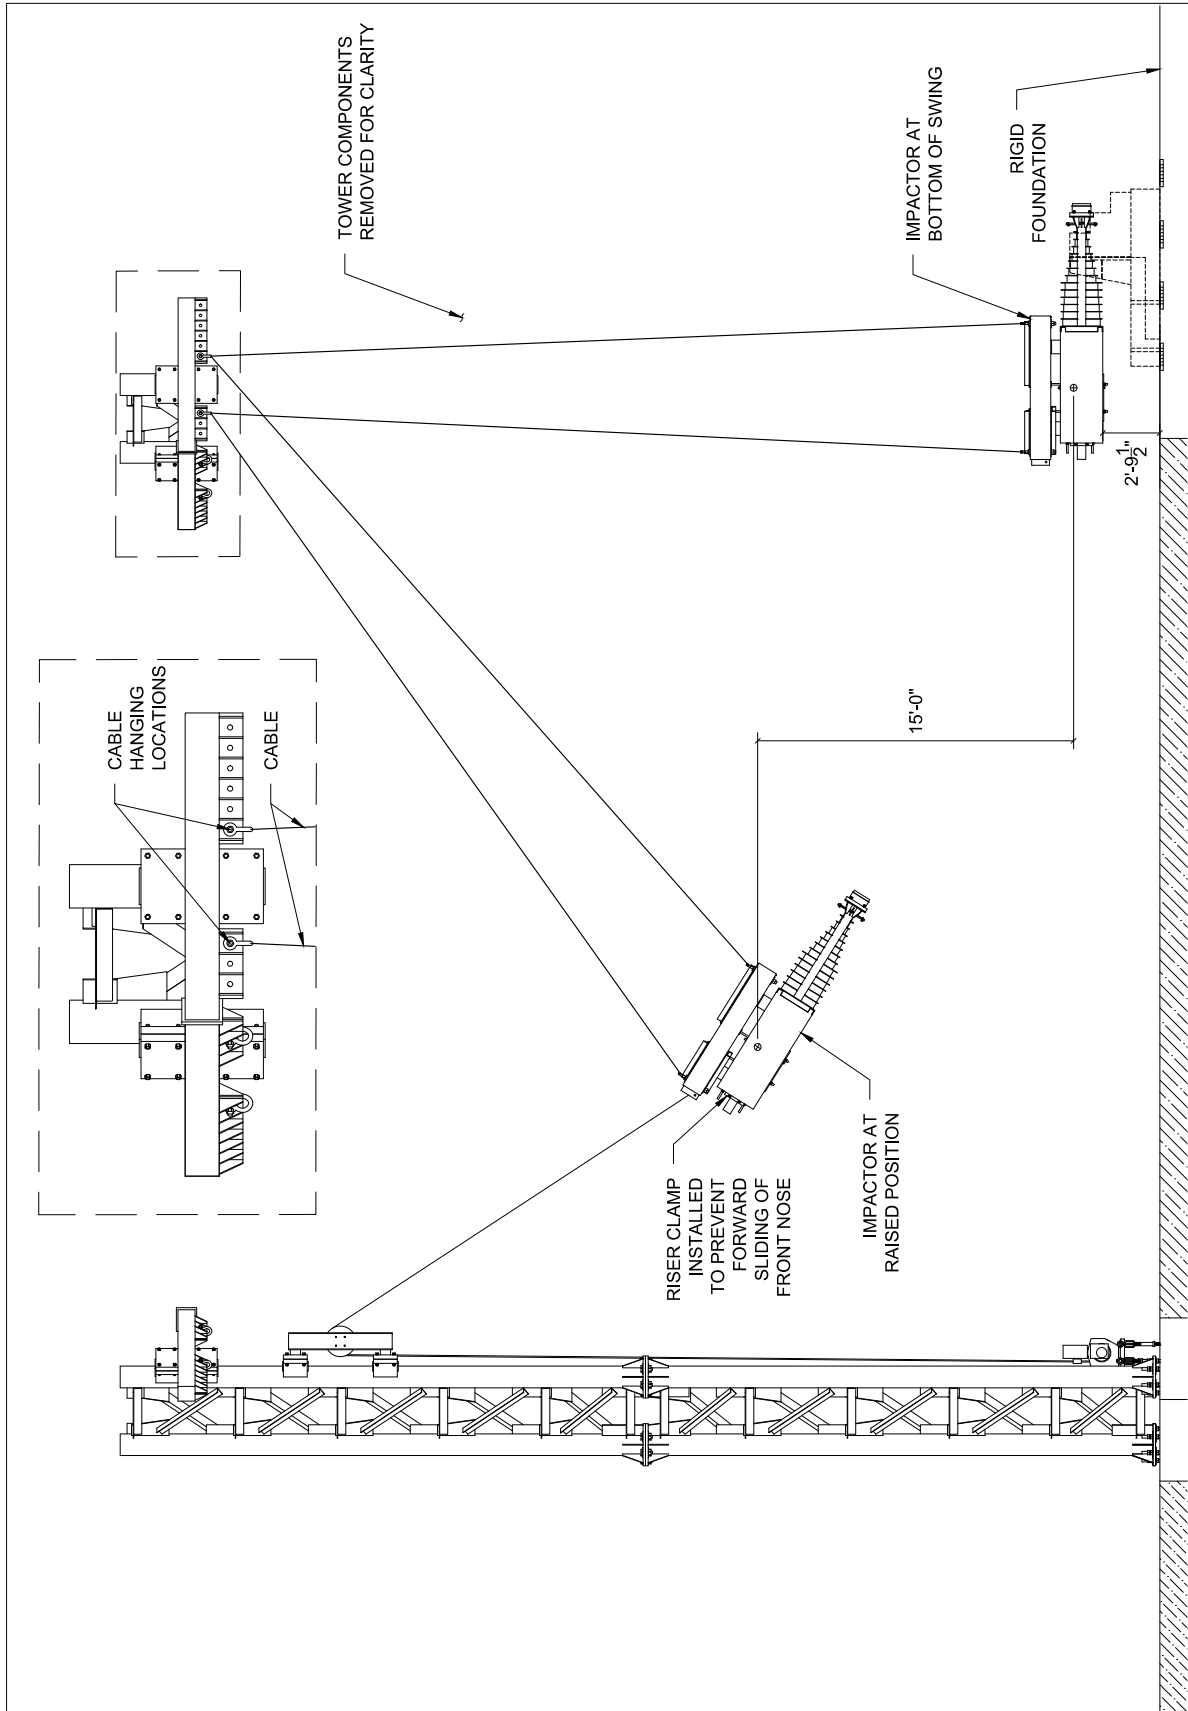 TOWER COMPONENTS
REMOVED FOR CLARITY
CABLE
HANGING
LOCATIONS
CABLE
IMPACTOR AT
BOTTOM OF SWING
RIGID
FOUNDATION
2'-9 1/2"
15'-0"
RISER CLAMP
INSTALLED
TO PREVENT
FORWARD
SLIDING OF
FRONT NOSE
IMPACTOR AT
RAISED POSITION